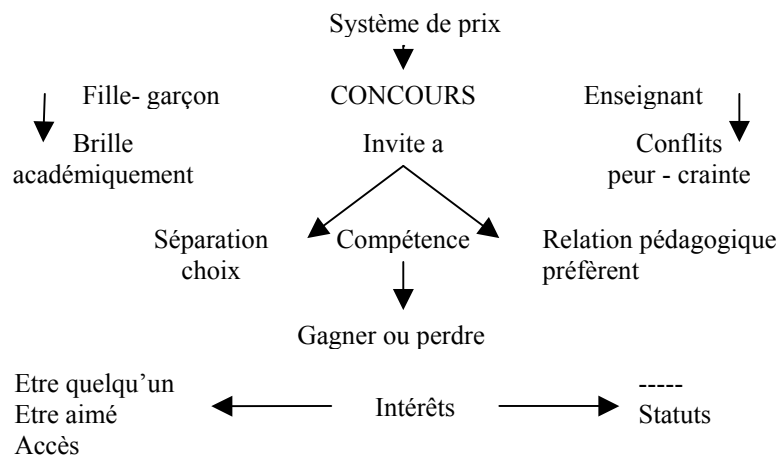 Système de prix
Fille- garçon CONCOURS Enseignant
Brille Invite a Conflits
académiquement peur - crainte
Séparation Compétence Relation pédagogique
choix préfèrent
Gagner ou perdre
Etre quelqu’un -----
Etre aimé Intérêts Statuts
Accès